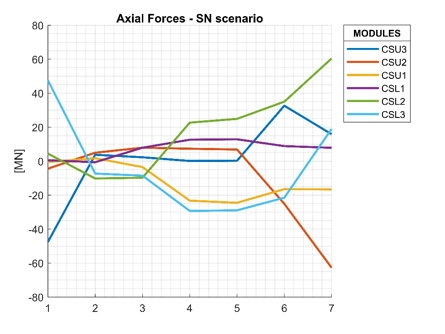 Axial Forces - SN scenario
MODULES
CSU3
CSU2
CSU1
CSL1
CSL2
CSL3
[MN]
80
60
40
20
0
-20
-40
-60
-80
1 2 3 4 5 6 7